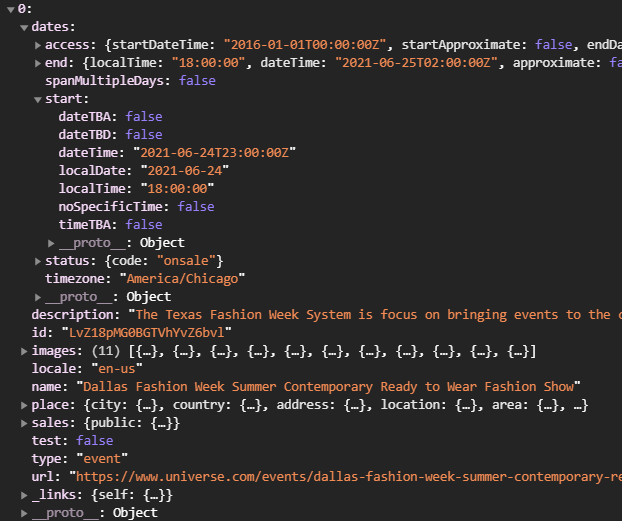 0:
dates:
access: {startDateTime: "2016-01-01T00:00:00Z", startApproximate: false, endDa
end: {localTime: "18:00:00", dateTime: "2021-06-25T02:00:00Z", approximate: fa
spanMultipleDays: false
start:
dateTBA: false
dateTBD: false
dateTime: "2021-06-24T23:00:00Z"
localDate: "2021-06-24"
localTime: "18:00:00"
noSpecificTime: false
timeTBA: false
__proto__: Object
status: {code: "onsale"}
timezone: "America/Chicago"
__proto__: Object
description: "The Texas Fashion Week System is focus on bringing events to the c
id: "LvZ18pMG0BGTVhYvZ6bvl"
images: (11) [{…}, {…}, {…}, {…}, {…}, {…}, {…}, {…}, {…}, {…}, {…}]
locale: "en-us"
name: "Dallas Fashion Week Summer Contemporary Ready to Wear Fashion Show"
place: {city: {…}, country: {…}, address: {…}, location: {…}, area: {…}, …}
sales: {public: {…}}
test: false
type: "event"
url: "https://www.universe.com/events/dallas-fashion-week-summer-contemporary-re
_links: {self: {…}}
__proto__: Object